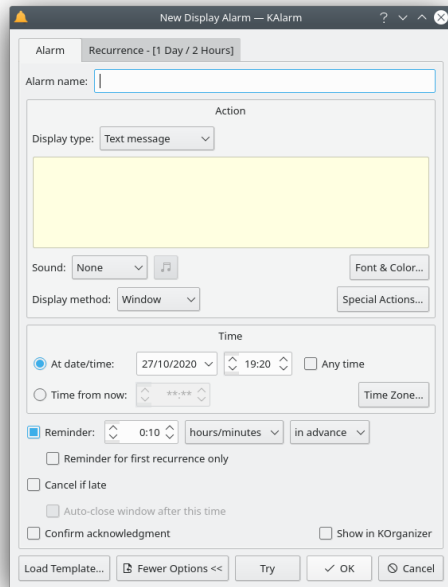 New Display Alarm — KAlarm
Alarm Recurrence - [1 Day / 2 Hours]
Alarm name:
Action
Display type: Text message
Sound: None Font & Color...
Display method: Window Special Actions...
Time
At date/time: 27/10/2020 19:20 Any time
Time from now: **:** Time Zone...
Reminder: 0:10 hours/minutes in advance
Reminder for first recurrence only
Cancel if late
Auto-close window after this time
Confirm acknowledgment Show in KOrganizer
Load Template... Fewer Options << Try OK Cancel